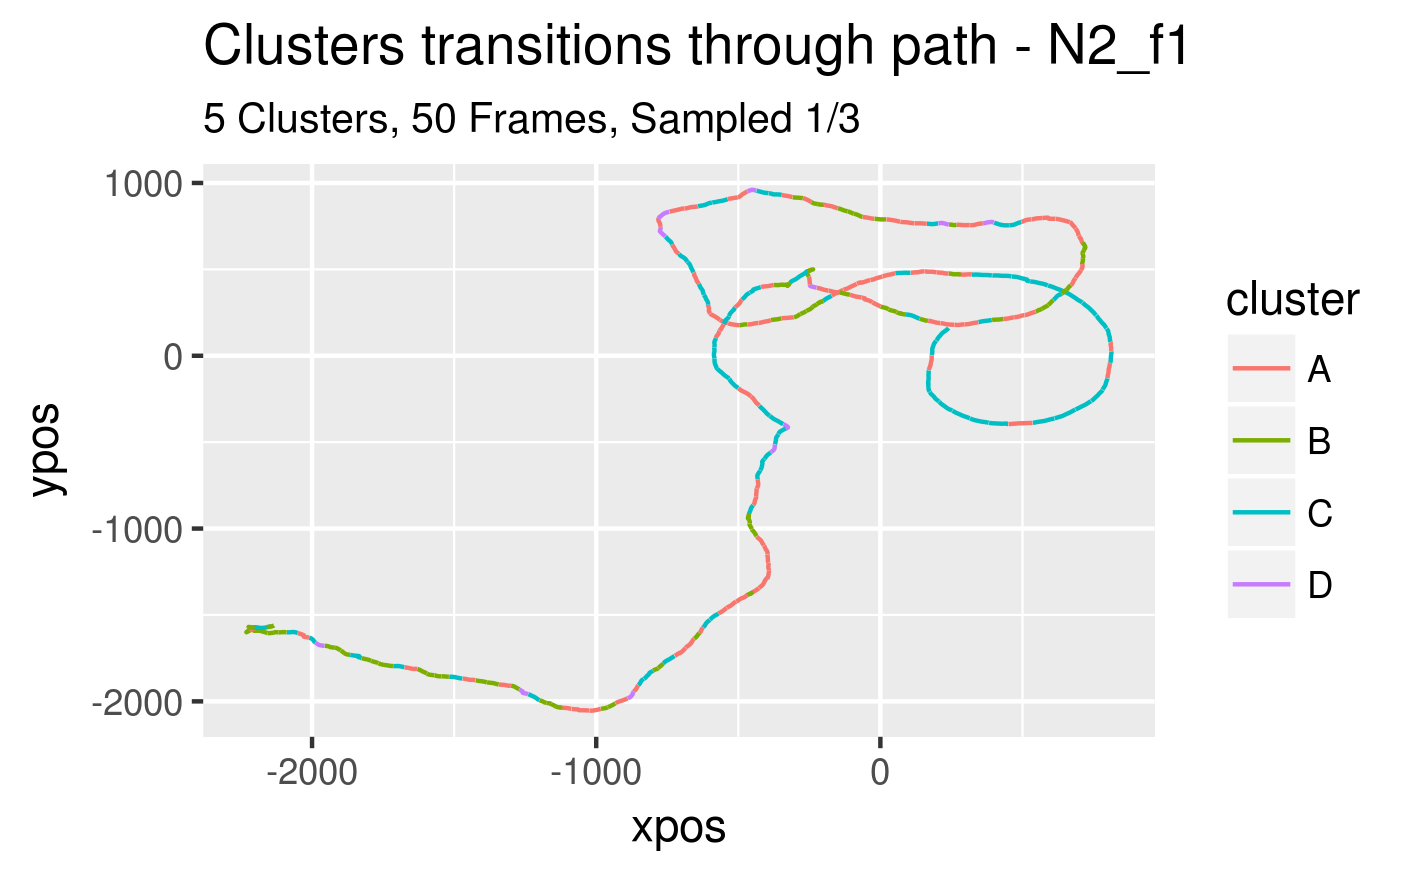 Clusters transitions through path - N2_f1
5 Clusters, 50 Frames, Sampled 1/3
1000
0
-1000
-2000
ypos
-2000
-1000
0
xpos
cluster
A
B
C
D